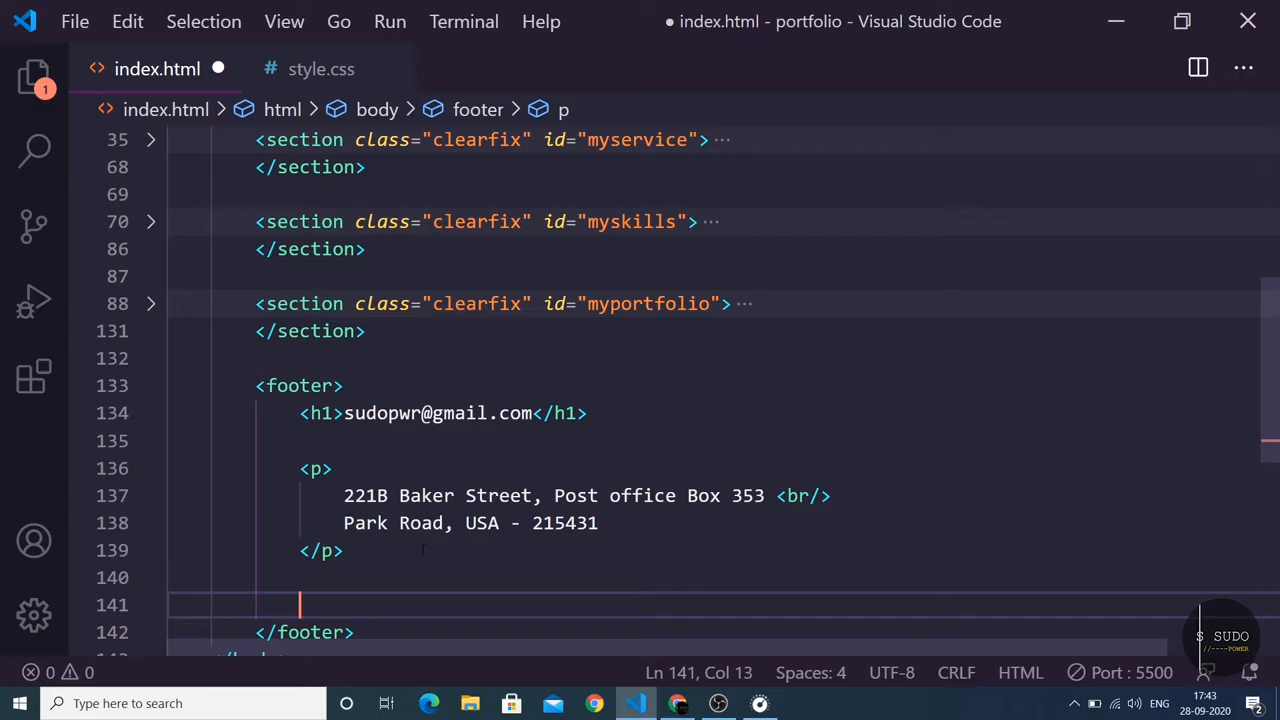 File Edit Selection View Go Run Terminal Help ● index.html - portfolio - Visual Studio Code
<> index.html ● # style.css ···
<> index.html > html > body > footer > p
35 > <section class="clearfix" id="myservice"> ···
68 </section>
69
70 > <section class="clearfix" id="myskills"> ···
86 </section>
87
88 > <section class="clearfix" id="myportfolio"> ···
131 </section>
132
133 <footer>
134 <h1>sudopwr@gmail.com</h1>
135
136 <p>
137 221B Baker Street, Post office Box 353 <br/>
138 Park Road, USA - 215431
139 </p>
140
141
142 </footer>
1
S SUDO
//----POWER
0 0 Ln 141, Col 13 Spaces: 4 UTF-8 CRLF HTML Port : 5500
Type here to search
ENG
17:43
28-09-2020
2